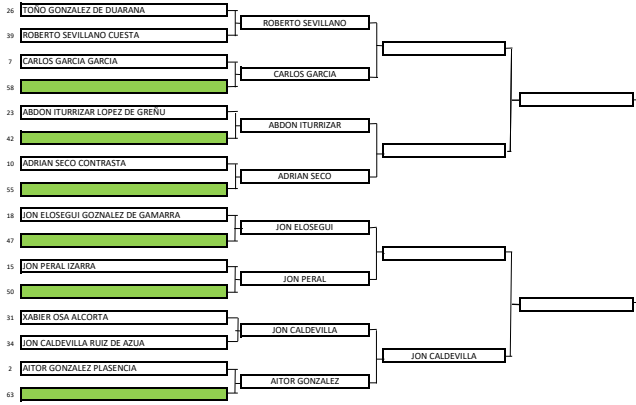 26 TOÑO GONZALEZ DE DUARANA
ROBERTO SEVILLANO
39 ROBERTO SEVILLANO CUESTA
7 CARLOS GARCIA GARCIA
CARLOS GARCIA
58
23 ABDON ITURRIZAR LOPEZ DE GREÑU
ABDON ITURRIZAR
42
10 ADRIAN SECO CONTRASTA
ADRIAN SECO
55
18 JON ELOSEGUI GOZNALEZ DE GAMARRA
JON ELOSEGUI
47
15 JON PERAL IZARRA
JON PERAL
50
31 XABIER OSA ALCORTA
JON CALDEVILLA
34 JON CALDEVILLA RUIZ DE AZUA
JON CALDEVILLA
2 AITOR GONZALEZ PLASENCIA
AITOR GONZALEZ
63